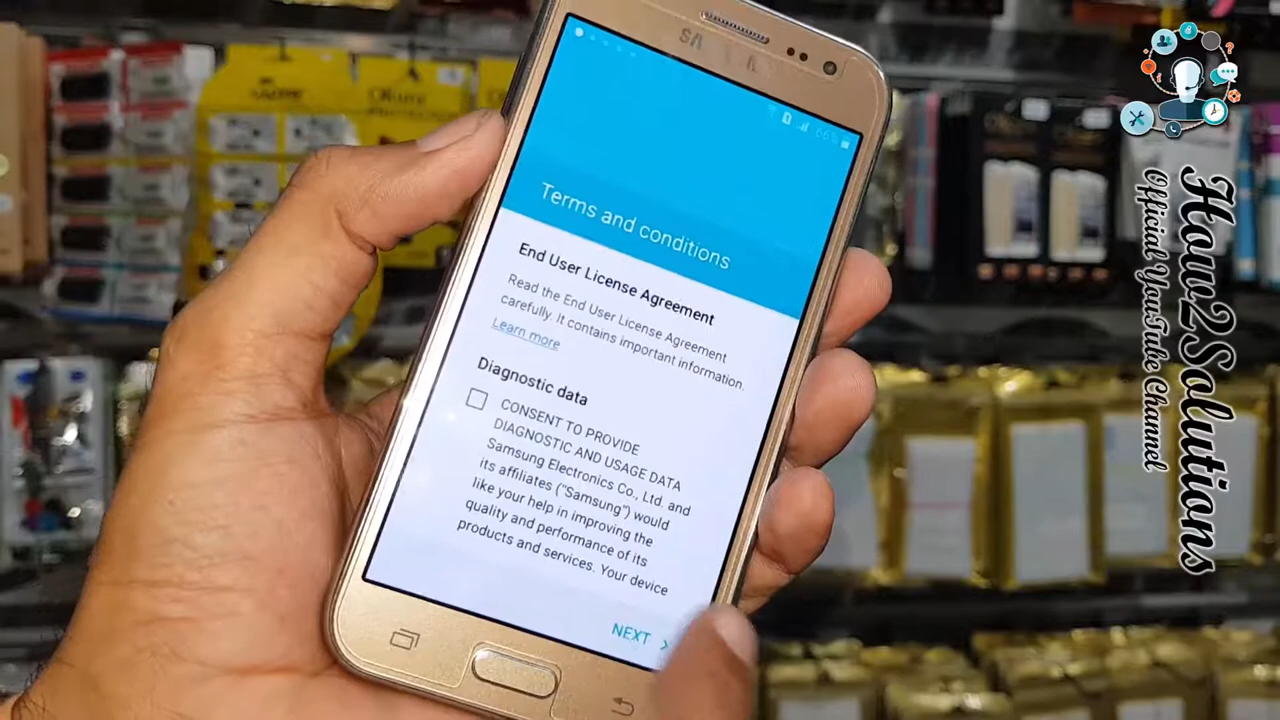 66%
Terms and conditions
End User License Agreement
Read the End User License Agreement
carefully. It contains important information.
Learn more
Diagnostic data
CONSENT TO PROVIDE
DIAGNOSTIC AND USAGE DATA
Samsung Electronics Co., Ltd. and
its affiliates ("Samsung") would
like your help in improving the
quality and performance of its
products and services. Your device
NEXT >
How2Solutions
Official YouTube Channel